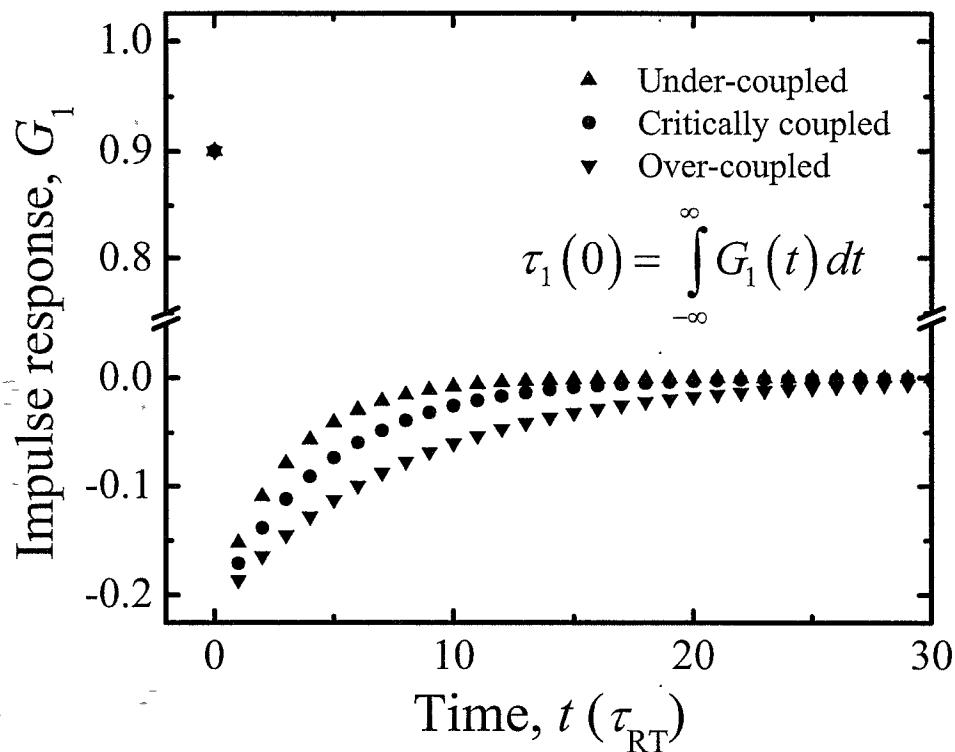 Impulse response, G₁
1.0
0.9
0.8
0.0
-0.1
-0.2
▲ Under-coupled
● Critically coupled
▼ Over-coupled
τ₁(0) = ∫_{-∞}^{∞} G₁(t) dt
0 10 20 30
Time, t (τ_RT)